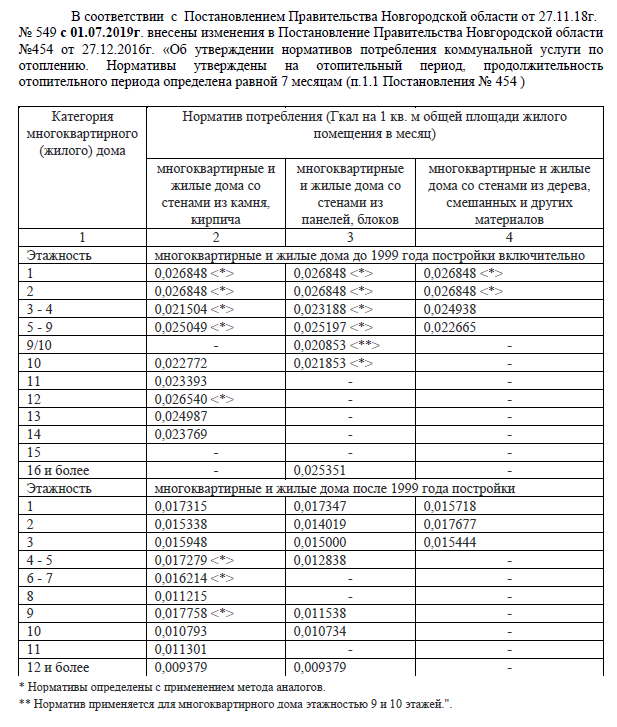 В соответствии с Постановлением Правительства Новгородской области от 27.11.18г.
№ 549 с 01.07.2019г. внесены изменения в Постановление Правительства Новгородской области
№454 от 27.12.2016г. «Об утверждении нормативов потребления коммунальной услуги по
отоплению. Нормативы утверждены на отопительный период, продолжительность
отопительного периода определена равной 7 месяцам (п.1.1 Постановления № 454 )
Категория многоквартирного (жилого) дома
Норматив потребления (Гкал на 1 кв. м общей площади жилого
помещения в месяц)
многоквартирные и жилые дома со стенами из камня, кирпича
многоквартирные и жилые дома со стенами из панелей, блоков
многоквартирные и жилые дома со стенами из дерева, смешанных и других материалов
1 2 3 4
Этажность многоквартирные и жилые дома до 1999 года постройки включительно
1 0,026848 <*> 0,026848 <*> 0,026848 <*>
2 0,026848 <*> 0,026848 <*> 0,026848 <*>
3 - 4 0,021504 <*> 0,023188 <*> 0,024938
5 - 9 0,025049 <*> 0,025197 <*> 0,022665
9/10 - 0,020853 <**> -
10 0,022772 0,021853 <*> -
11 0,023393 - -
12 0,026540 <*> - -
13 0,024987 - -
14 0,023769 - -
15 - - -
16 и более - 0,025351 -
Этажность многоквартирные и жилые дома после 1999 года постройки
1 0,017315 0,017347 0,015718
2 0,015338 0,014019 0,017677
3 0,015948 0,015000 0,015444
4 - 5 0,017279 <*> 0,012838 -
6 - 7 0,016214 <*> - -
8 0,011215 - -
9 0,017758 <*> 0,011538 -
10 0,010793 0,010734 -
11 0,011301 - -
12 и более 0,009379 0,009379 -
* Нормативы определены с применением метода аналогов.
** Норматив применяется для многоквартирного дома этажностью 9 и 10 этажей.".